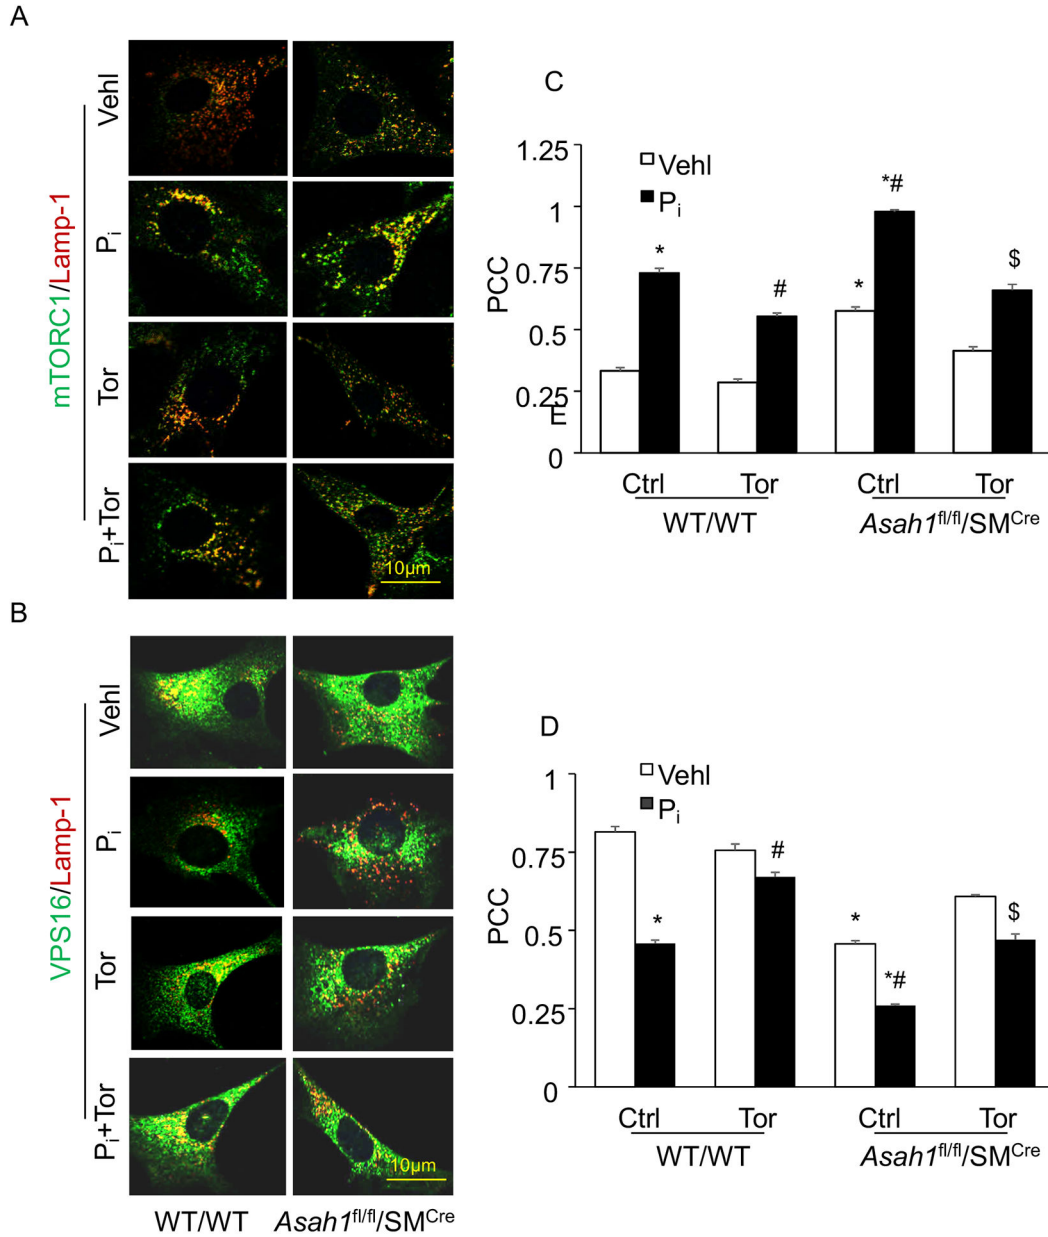 A
mTORC1/Lamp-1
Vehl
Pi
Tor
Pi+Tor
10μm
B
VPS16/Lamp-1
Vehl
Pi
Tor
Pi+Tor
10μm
WT/WT
Asah1fl/fl/SMCre
C
PCC
1.25
1
0.75
0.5
0.25
E
0
Vehl
Pi
*
#
*
*#
$
Ctrl
Tor
Ctrl
Tor
WT/WT
Asah1fl/fl/SMCre
D
PCC
1
0.75
0.5
0.25
0
Vehl
Pi
*
#
*
*#
$
Ctrl
Tor
Ctrl
Tor
WT/WT
Asah1fl/fl/SMCre